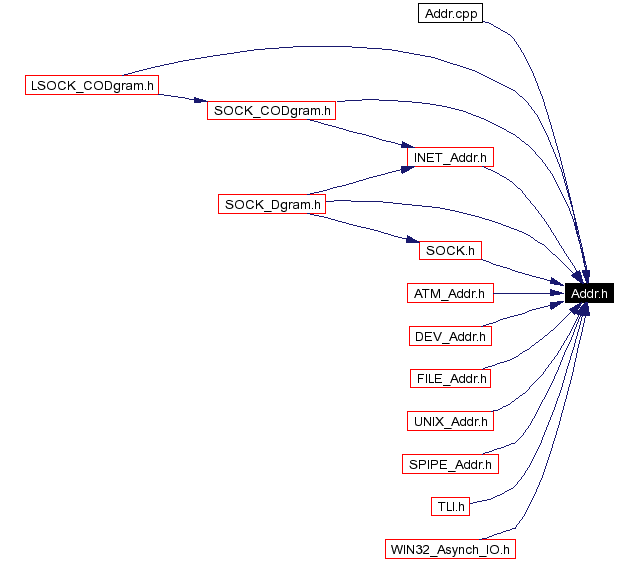 Addr.cpp
LSOCK_CODgram.h
SOCK_CODgram.h
INET_Addr.h
SOCK_Dgram.h
SOCK.h
Addr.h
ATM_Addr.h
DEV_Addr.h
FILE_Addr.h
UNIX_Addr.h
SPIPE_Addr.h
TLI.h
WIN32_Asynch_IO.h